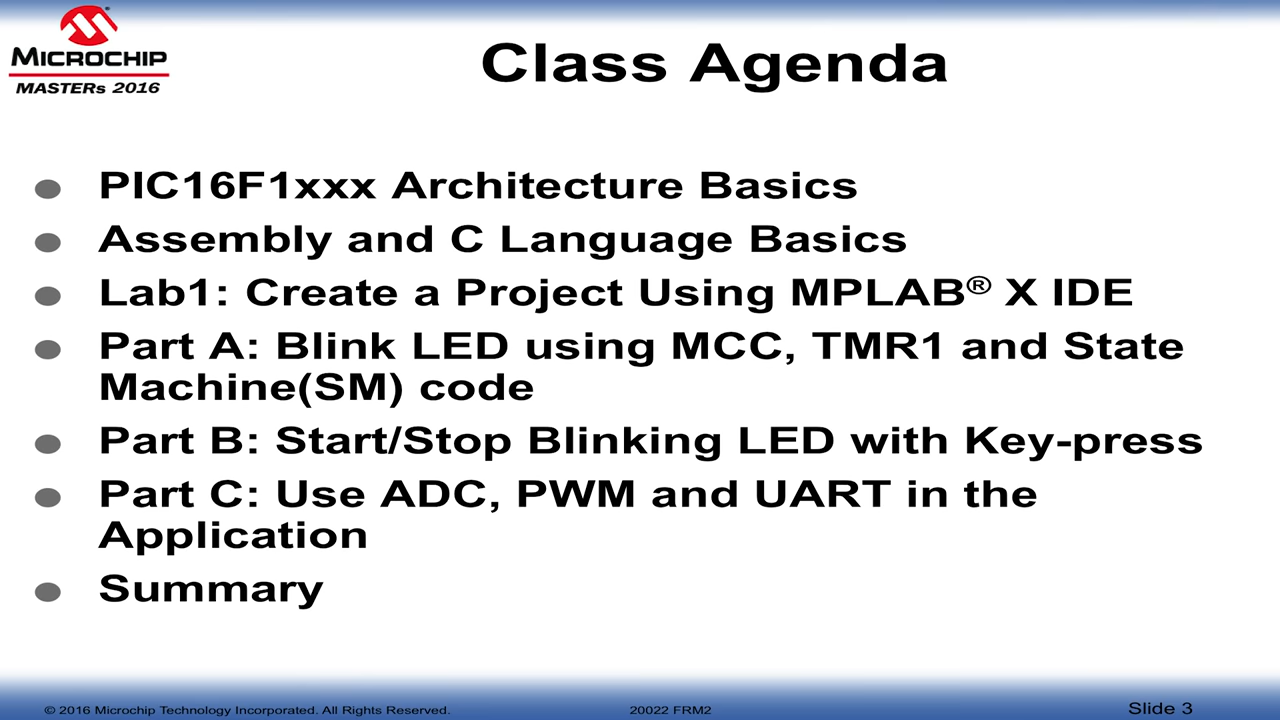 MICROCHIP
MASTERs 2016
Class Agenda
PIC16F1xxx Architecture Basics
Assembly and C Language Basics
Lab1: Create a Project Using MPLAB® X IDE
Part A: Blink LED using MCC, TMR1 and State
Machine(SM) code
Part B: Start/Stop Blinking LED with Key-press
Part C: Use ADC, PWM and UART in the
Application
Summary
© 2016 Microchip Technology Incorporated. All Rights Reserved.
20022 FRM2
Slide 3